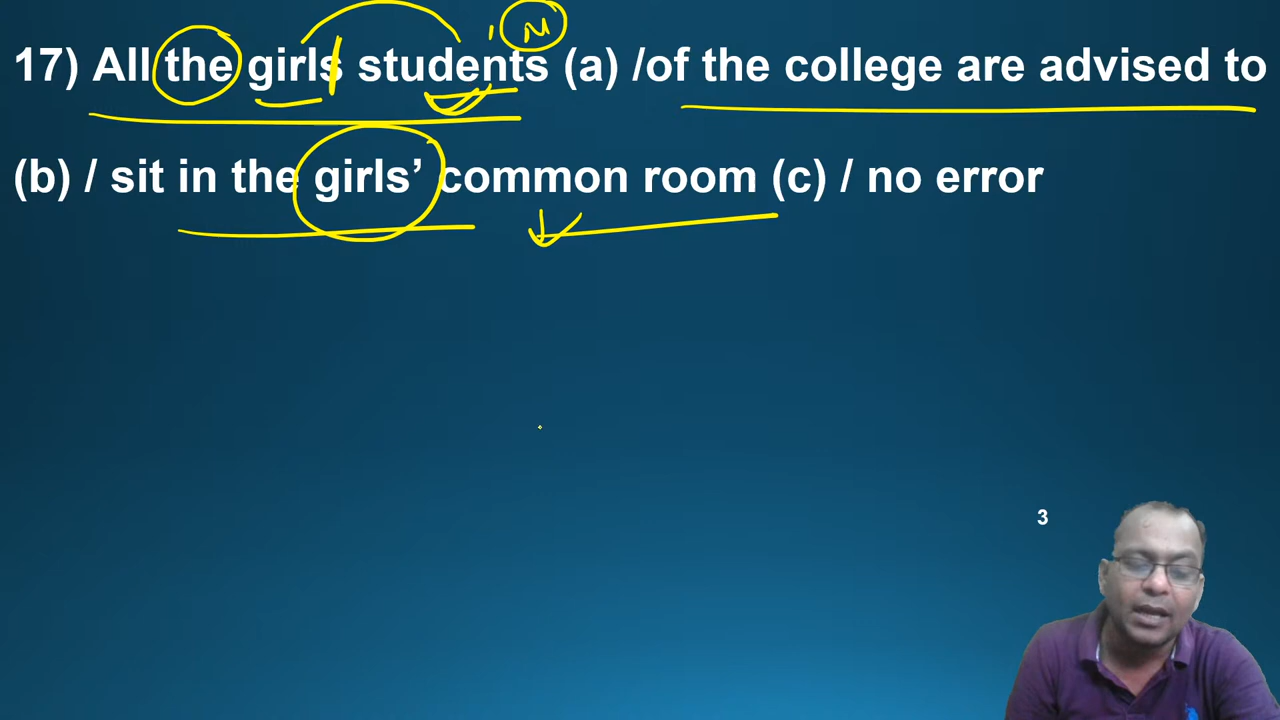 N
17) All the girls students (a) /of the college are advised to
(b) / sit in the girls’ common room (c) / no error
3